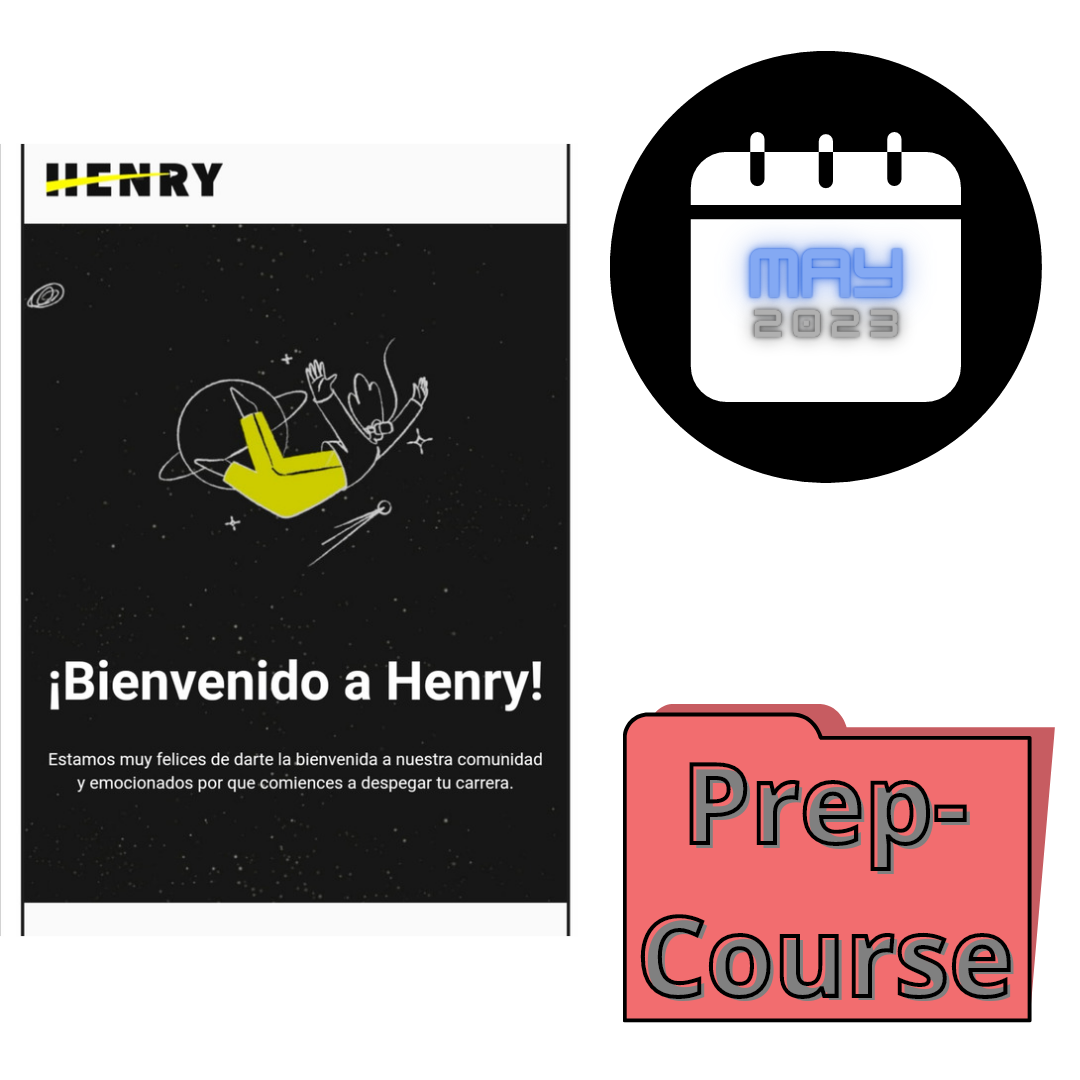 HENRY
¡Bienvenido a Henry!
Estamos muy felices de darte la bienvenida a nuestra comunidad
y emocionados por que comiences a despegar tu carrera.
MAY
2023
Prep-
Course